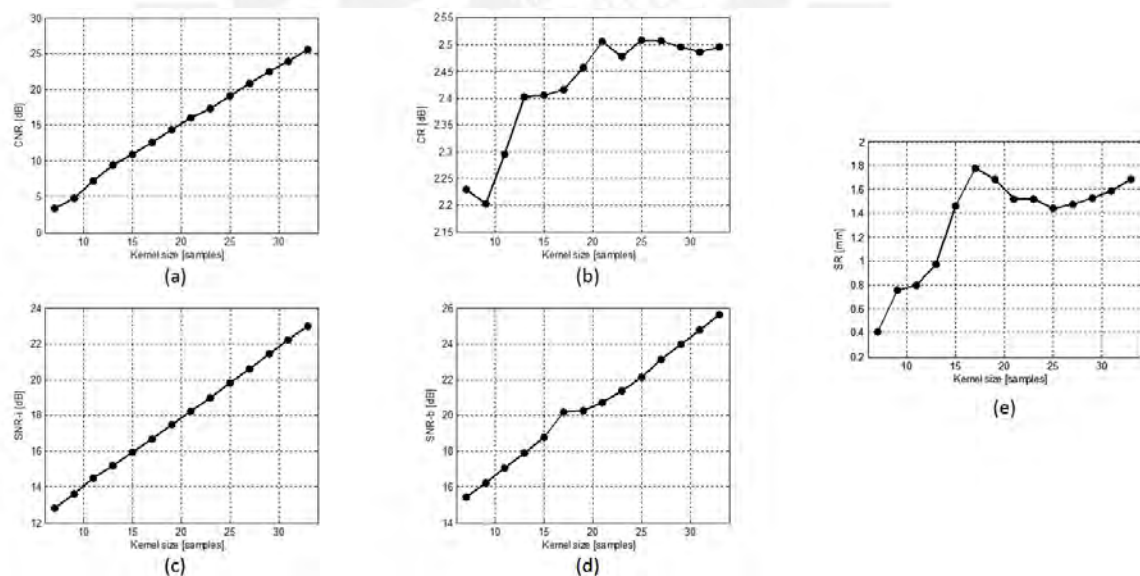 30
25
20
15
10
5
0
CNR [dB]
10 15 20 25 30
Kernel size [samples]
(a)
2.55
2.5
2.45
2.4
2.35
2.3
2.25
2.2
2.15
CR [dB]
10 15 20 25 30
Kernel size [samples]
(b)
24
22
20
18
16
14
12
SNR-i [dB]
10 15 20 25 30
Kernel size [samples]
(c)
26
24
22
20
18
16
14
SNR-b [dB]
10 15 20 25 30
Kernel size [samples]
(d)
2
1.8
1.6
1.4
1.2
1
0.8
0.6
0.4
0.2
SR [mm]
10 15 20 25 30
Kernel size [samples]
(e)